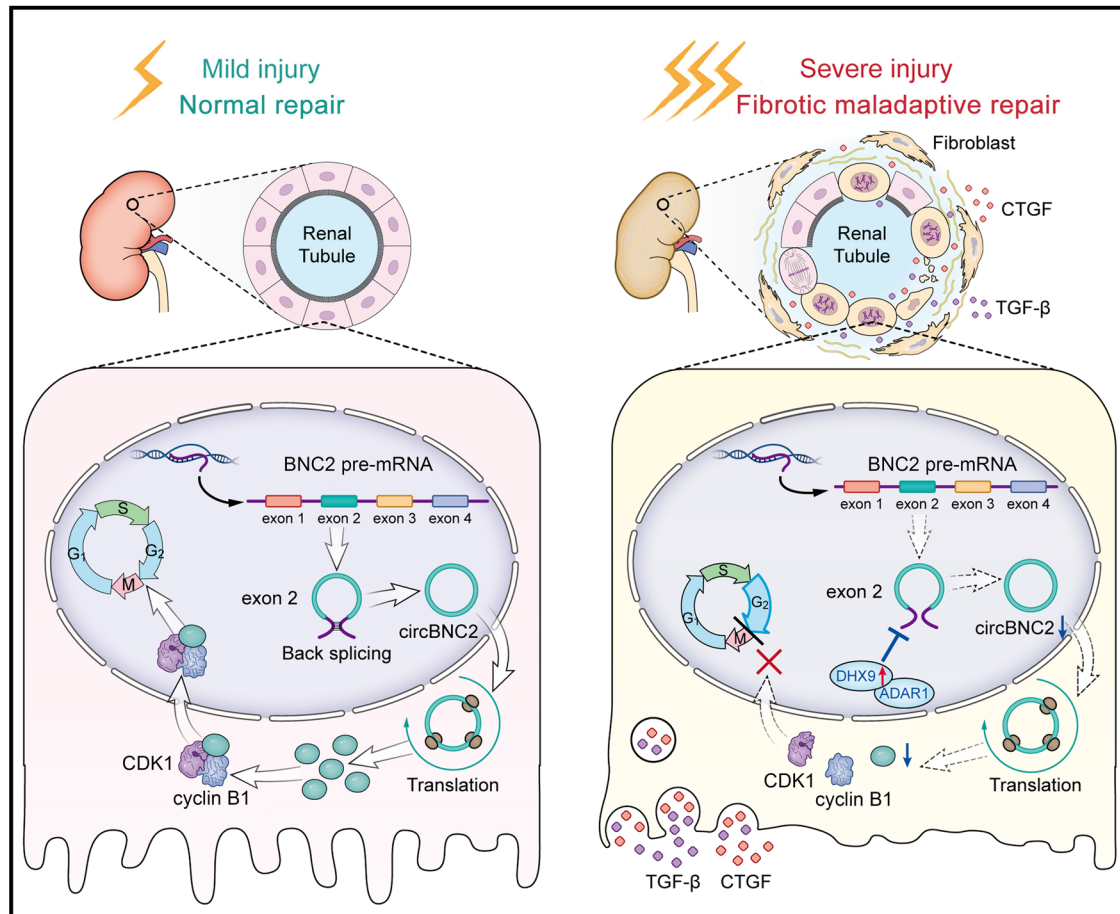 Mild injury
Normal repair
Renal
Tubule
BNC2 pre-mRNA
exon 1 exon 2 exon 3 exon 4
S
G1 G2
M
exon 2
circBNC2
Back splicing
CDK1
cyclin B1
Translation
Severe injury
Fibrotic maladaptive repair
Fibroblast
CTGF
Renal
Tubule
TGF-β
BNC2 pre-mRNA
exon 1 exon 2 exon 3 exon 4
S
G1 G2
M
exon 2
circBNC2
DHX9
ADAR1
CDK1
cyclin B1
Translation
TGF-β CTGF